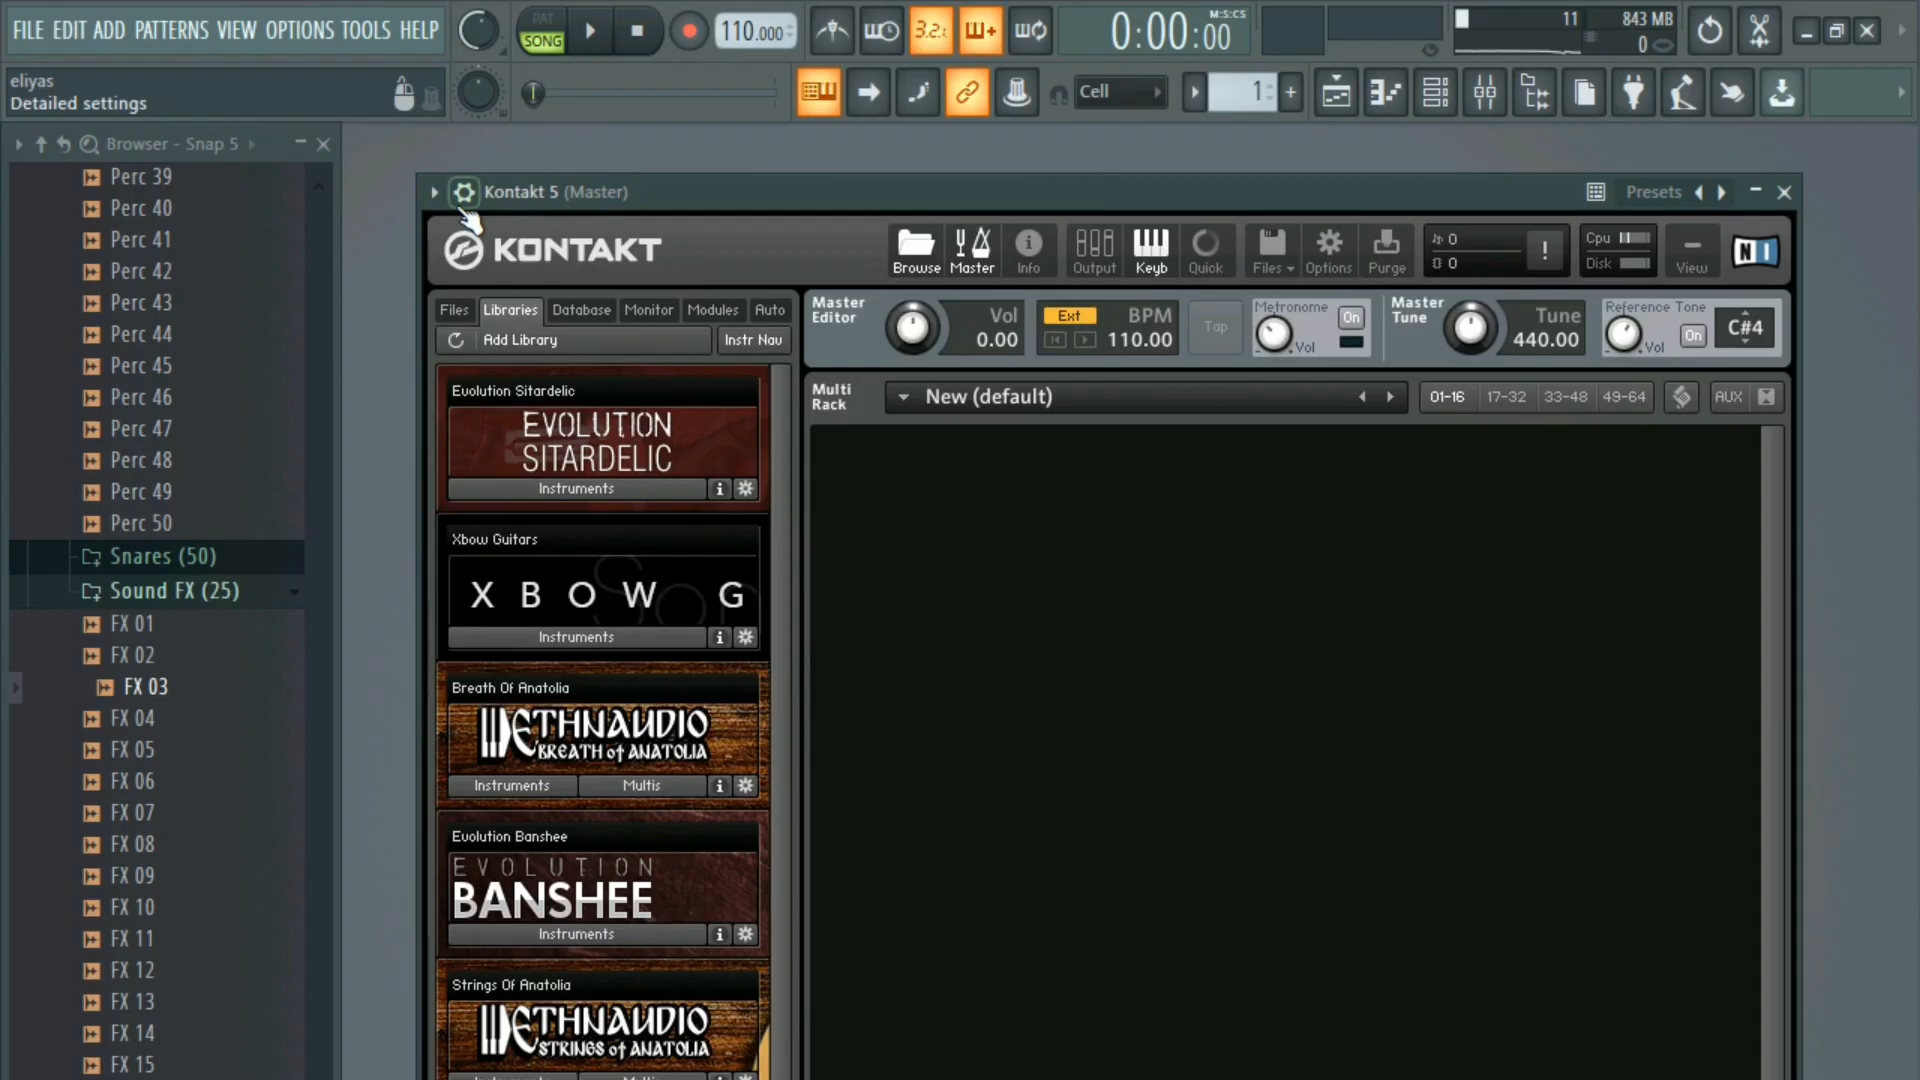 FILE EDIT ADD PATTERNS VIEW OPTIONS TOOLS HELP
PAT
SONG
110.000
3.2.
0:00:00
M:S:CS
11
843 MB
0
eliyas
Detailed settings
Cell
1
Browser - Snap 5
Perc 39
Perc 40
Perc 41
Perc 42
Perc 43
Perc 44
Perc 45
Perc 46
Perc 47
Perc 48
Perc 49
Perc 50
Snares (50)
Sound FX (25)
FX 01
FX 02
FX 03
FX 04
FX 05
FX 06
FX 07
FX 08
FX 09
FX 10
FX 11
FX 12
FX 13
FX 14
FX 15
Kontakt 5 (Master)
Presets
KONTAKT
Browse
Master
Info
Output
Keyb
Quick
Files
Options
Purge
0
0
!
Cpu
Disk
View
NI
Files
Libraries
Database
Monitor
Modules
Auto
Add Library
Instr Nav
Master Editor
Vol
0.00
Ext
BPM
110.00
Tap
Metronome
On
Vol
Master Tune
Tune
440.00
Reference Tone
Vol
On
C#4
Multi Rack
New (default)
01-16
17-32
33-48
49-64
AUX
Evolution Sitardelic
EVOLUTION
SITARDELIC
Instruments
Xbow Guitars
X B O W G
Instruments
Breath Of Anatolia
ETHNAUDIO
BREATH of ANATOLIA
Instruments
Multis
Evolution Banshee
EVOLUTION
BANSHEE
Instruments
Strings Of Anatolia
ETHNAUDIO
STRINGS of ANATOLIA